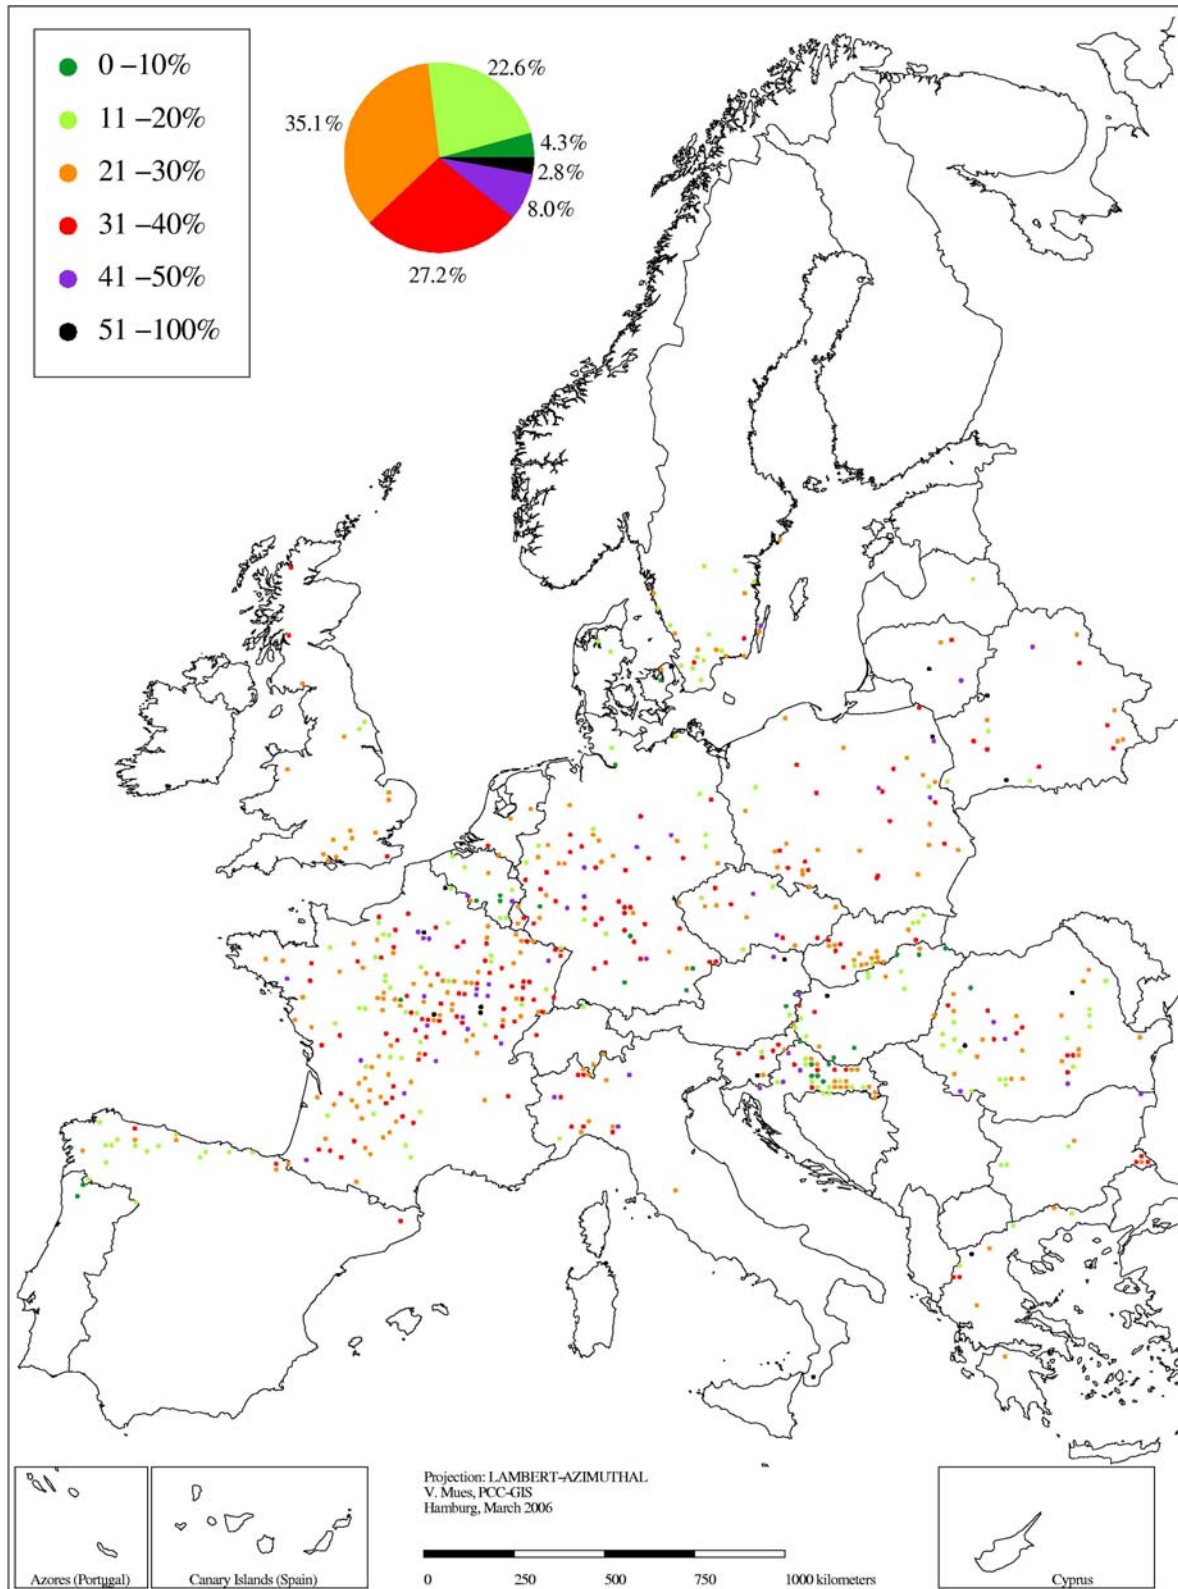 0 –10%
11 –20%
21 –30%
31 –40%
41 –50%
51 –100%
22.6%
35.1%
4.3%
2.8%
8.0%
27.2%
Projection: LAMBERT-AZIMUTHAL
V. Mues, PCC-GIS
Hamburg, March 2006
0 250 500 750 1000 kilometers
Azores (Portugal)
Canary Islands (Spain)
Cyprus